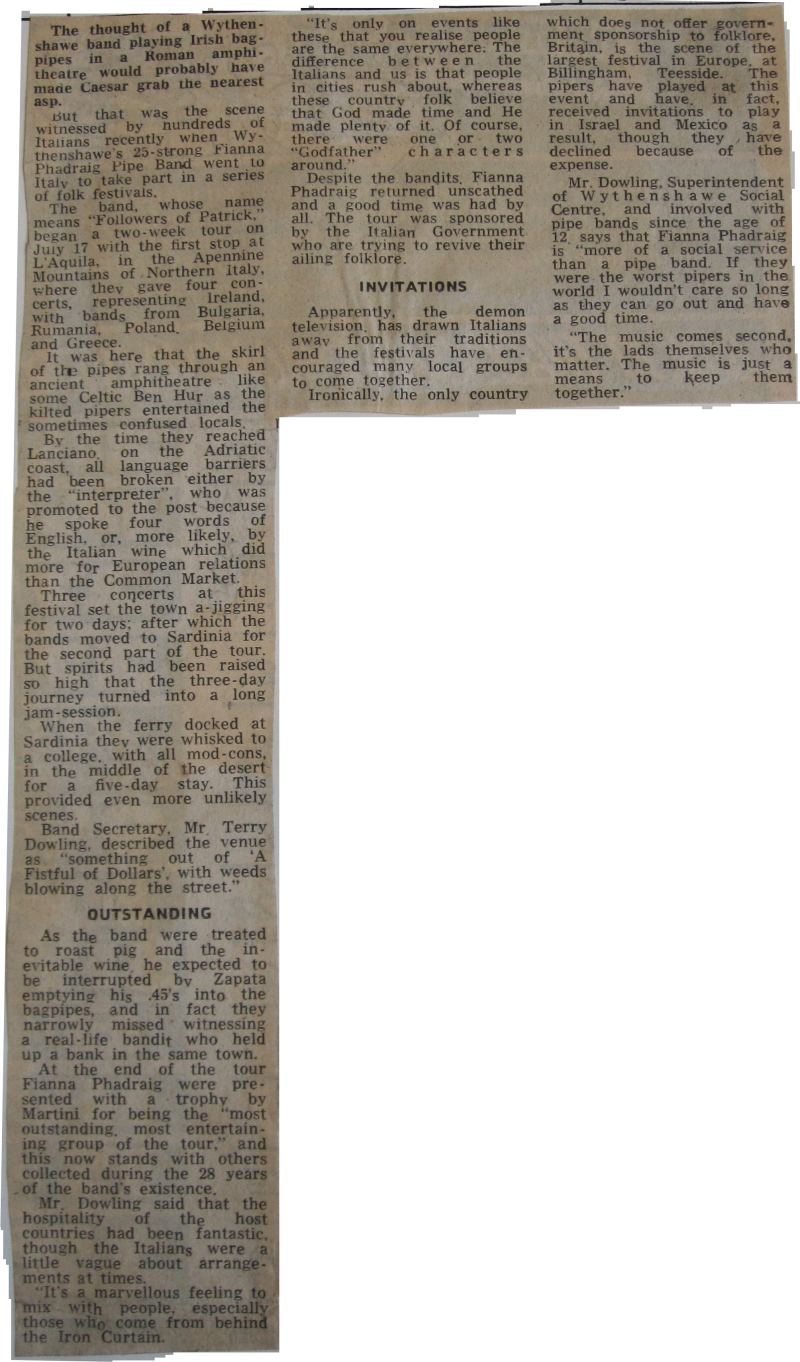 The thought of a Wythen-
shawe band playing Irish bag-
pipes in a Roman amphi-
theatre would probably have
made Caesar grab the nearest
asp.
But that was the scene
witnessed by hundreds of
Italians recently when Wy-
thenshawe's 25-strong Fianna
Phadraig Pipe Band went to
Italy to take part in a series
of folk festivals.
The band, whose name
means "Followers of Patrick,"
began a two-week tour on
July 17 with the first stop at
L'Aquila, in the Apennine
Mountains of Northern Italy,
where they gave four con-
certs, representing Ireland,
with bands from Bulgaria,
Rumania, Poland, Belgium
and Greece.
It was here that the skirl
of the pipes rang through an
ancient amphitheatre like
some Celtic Ben Hur as the
kilted pipers entertained the
sometimes confused locals.
By the time they reached
Lanciano, on the Adriatic
coast, all language barriers
had been broken either by
the "interpreter", who was
promoted to the post because
he spoke four words of
English, or, more likely, by
the Italian wine which did
more for European relations
than the Common Market.
Three concerts at this
festival set the town a-jigging
for two days; after which the
bands moved to Sardinia for
the second part of the tour.
But spirits had been raised
so high that the three-day
journey turned into a long
jam-session.
When the ferry docked at
Sardinia they were whisked to
a college, with all mod-cons,
in the middle of the desert
for a five-day stay. This
provided even more unlikely
scenes.
Band Secretary, Mr. Terry
Dowling, described the venue
as "something out of 'A
Fistful of Dollars', with weeds
blowing along the street."
OUTSTANDING
As the band were treated
to roast pig and the in-
evitable wine he expected to
be interrupted by Zapata
emptying his .45's into the
bagpipes, and in fact they
narrowly missed witnessing
a real-life bandit who held
up a bank in the same town.
At the end of the tour
Fianna Phadraig were pre-
sented with a trophy by
Martini for being the "most
outstanding, most entertain-
ing group of the tour," and
this now stands with others
collected during the 28 years
of the band's existence.
Mr. Dowling said that the
hospitality of the host
countries had been fantastic,
though the Italians were a
little vague about arrange-
ments at times.
"It's a marvellous feeling to
mix with people, especially
those who come from behind
the Iron Curtain.
"It's only on events like
these that you realise people
are the same everywhere. The
difference between the
Italians and us is that people
in cities rush about, whereas
these country folk believe
that God made time and He
made plenty of it. Of course,
there were one or two
"Godfather" characters
around."
Despite the bandits, Fianna
Phadraig returned unscathed
and a good time was had by
all. The tour was sponsored
by the Italian Government
who are trying to revive their
ailing folklore.
INVITATIONS
Apparently, the demon
television, has drawn Italians
away from their traditions
and the festivals have en-
couraged many local groups
to come together.
Ironically, the only country
which does not offer govern-
ment sponsorship to folklore,
Britain, is the scene of the
largest festival in Europe, at
Billingham, Teesside. The
pipers have played at this
event and have, in fact,
received invitations to play
in Israel and Mexico as a
result, though they have
declined because of the
expense.
Mr. Dowling, Superintendent
of Wythenshawe Social
Centre, and involved with
pipe bands since the age of
12, says that Fianna Phadraig
is "more of a social service
than a pipe band. If they
were the worst pipers in the
world I wouldn't care so long
as they can go out and have
a good time.
"The music comes second,
it's the lads themselves who
matter. The music is just a
means to keep them
together."